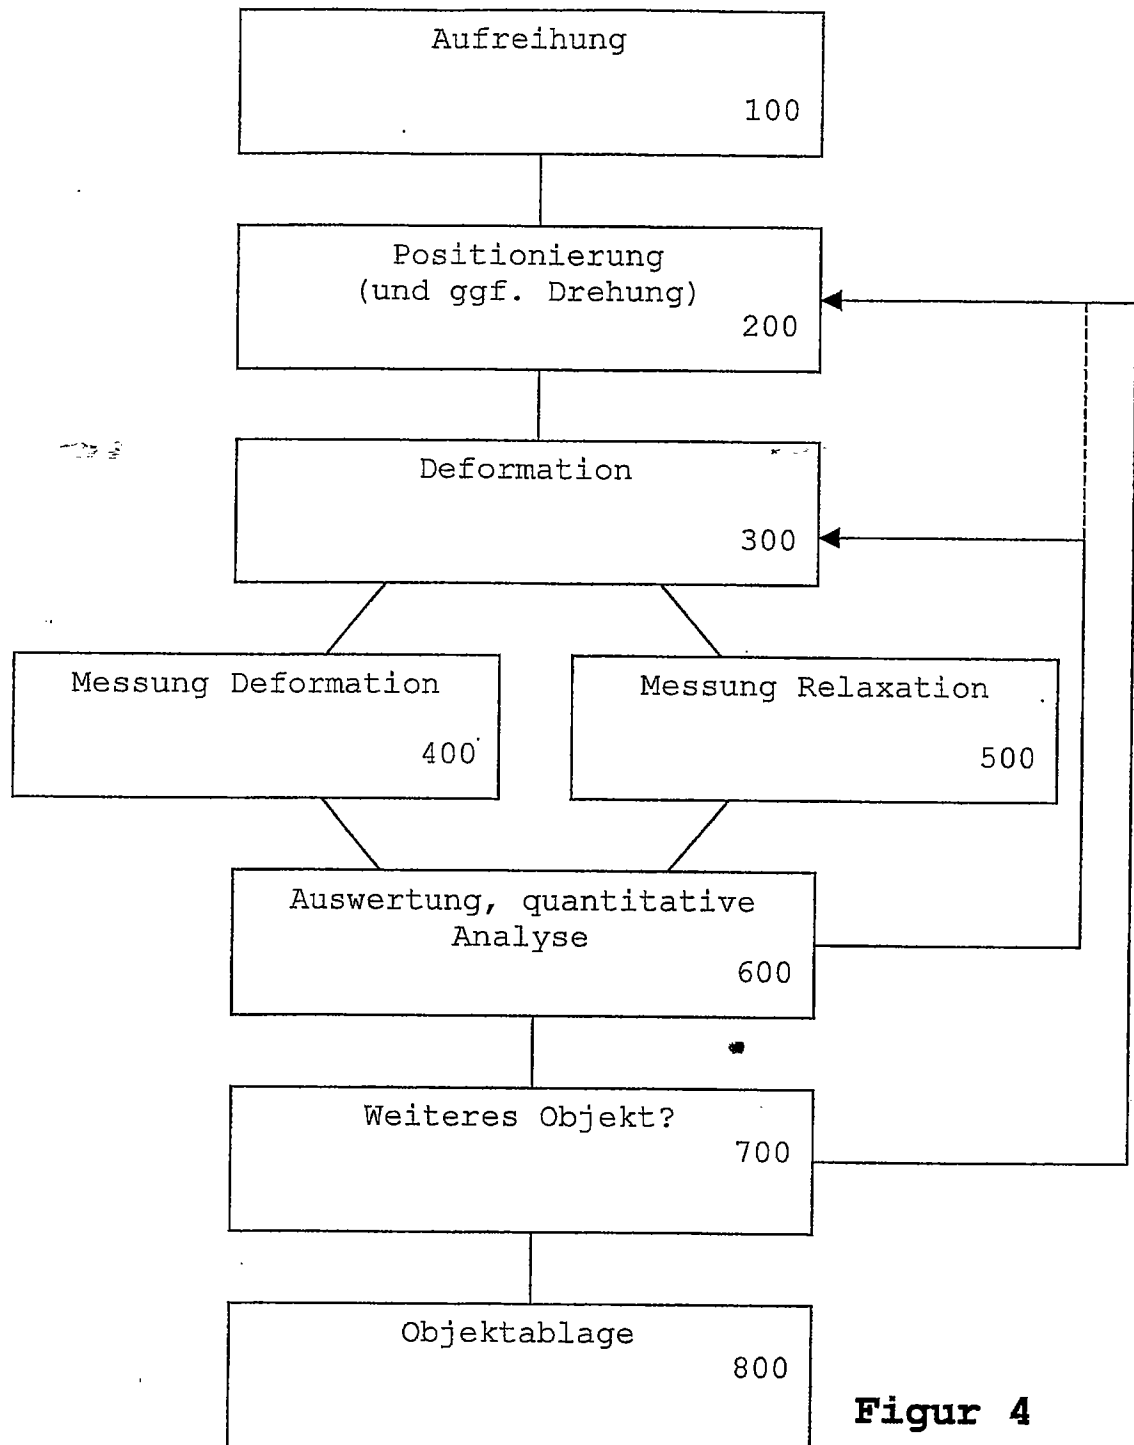 Aufreihung
100
Positionierung
(und ggf. Drehung)
200
Deformation
300
Messung Deformation
400
Messung Relaxation
500
Auswertung, quantitative
Analyse
600
Weiteres Objekt?
700
Objektablage
800
Figur 4